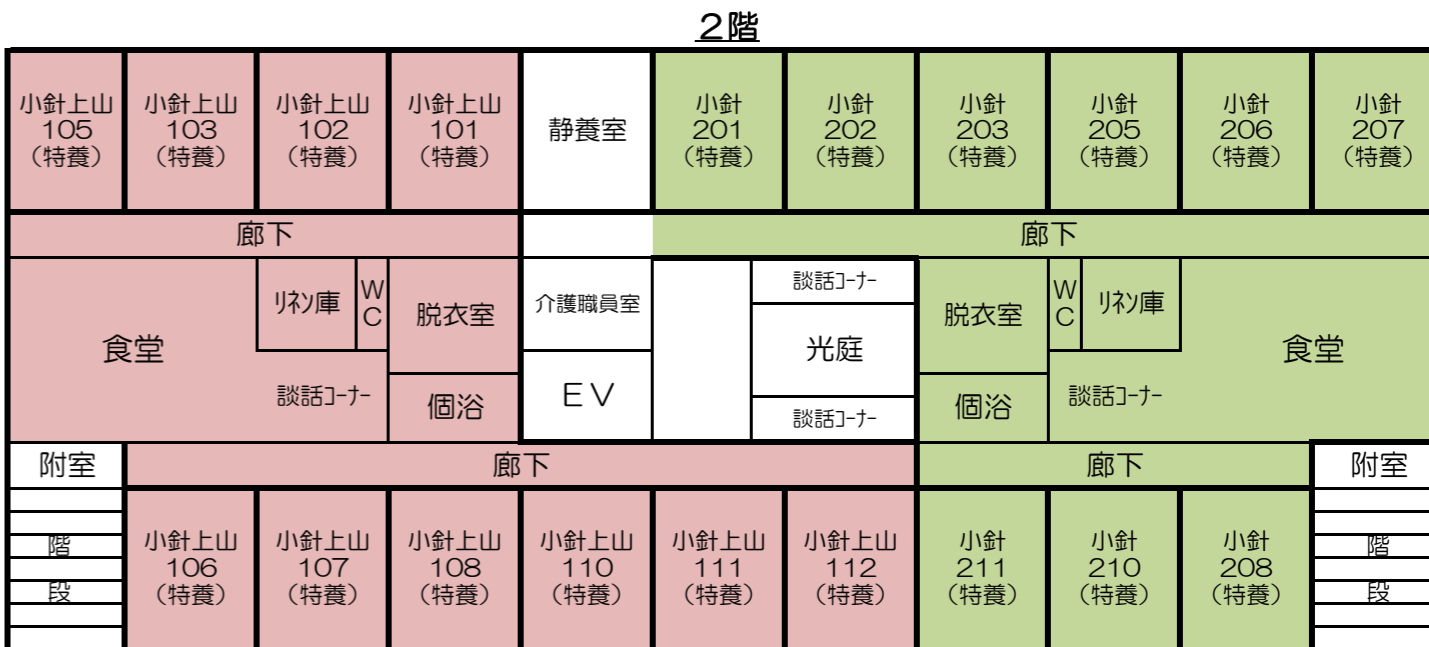 ２階
小針上山
105
（特養）
小針上山
103
（特養）
小針上山
102
（特養）
小針上山
101
（特養）
静養室
小針
201
（特養）
小針
202
（特養）
小針
203
（特養）
小針
205
（特養）
小針
206
（特養）
小針
207
（特養）
廊下
廊下
食堂
ﾘﾈﾝ庫
W
C
脱衣室
介護職員室
談話ｺｰﾅｰ
脱衣室
W
C
ﾘﾈﾝ庫
食堂
光庭
談話ｺｰﾅｰ
個浴
ＥＶ
談話ｺｰﾅｰ
個浴
談話ｺｰﾅｰ
附室
廊下
廊下
附室
階
段
小針上山
106
（特養）
小針上山
107
（特養）
小針上山
108
（特養）
小針上山
110
（特養）
小針上山
111
（特養）
小針上山
112
（特養）
小針
211
（特養）
小針
210
（特養）
小針
208
（特養）
階
段